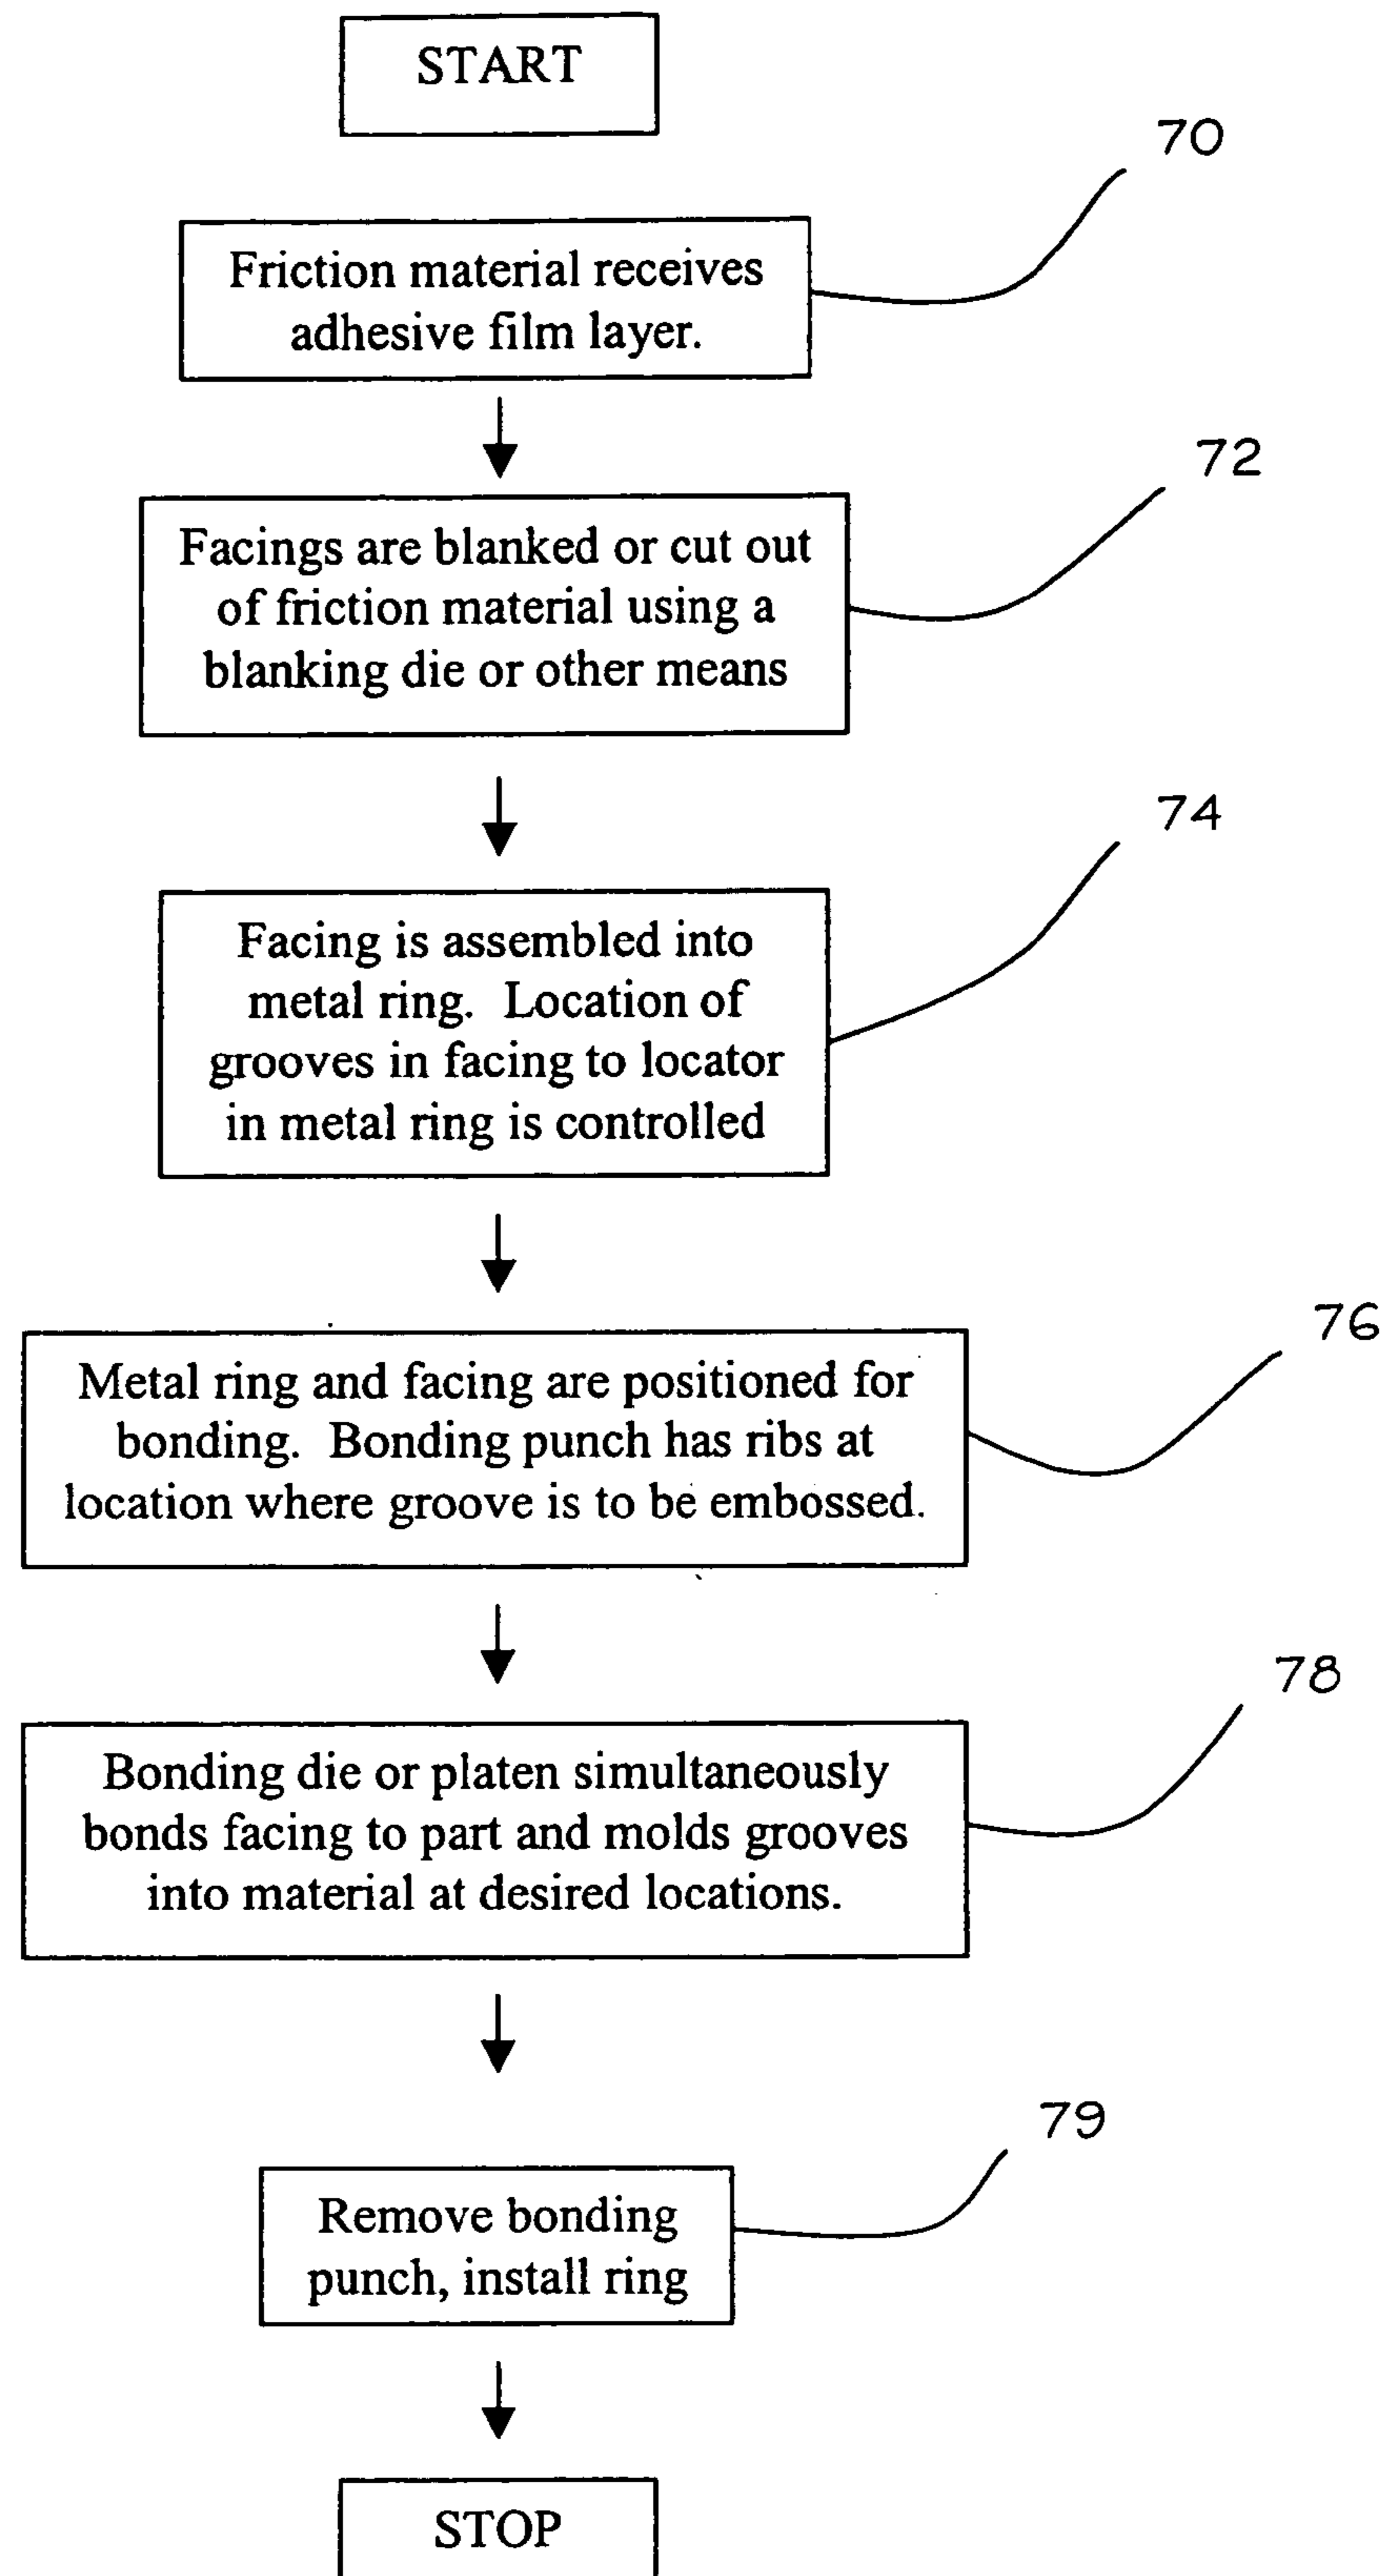 START
70
Friction material receives
adhesive film layer.
72
Facings are blanked or cut out
of friction material using a
blanking die or other means
74
Facing is assembled into
metal ring.  Location of
grooves in facing to locator
in metal ring is controlled
76
Metal ring and facing are positioned for
bonding.  Bonding punch has ribs at
location where groove is to be embossed.
78
Bonding die or platen simultaneously
bonds facing to part and molds grooves
into material at desired locations.
79
Remove bonding
punch, install ring
STOP